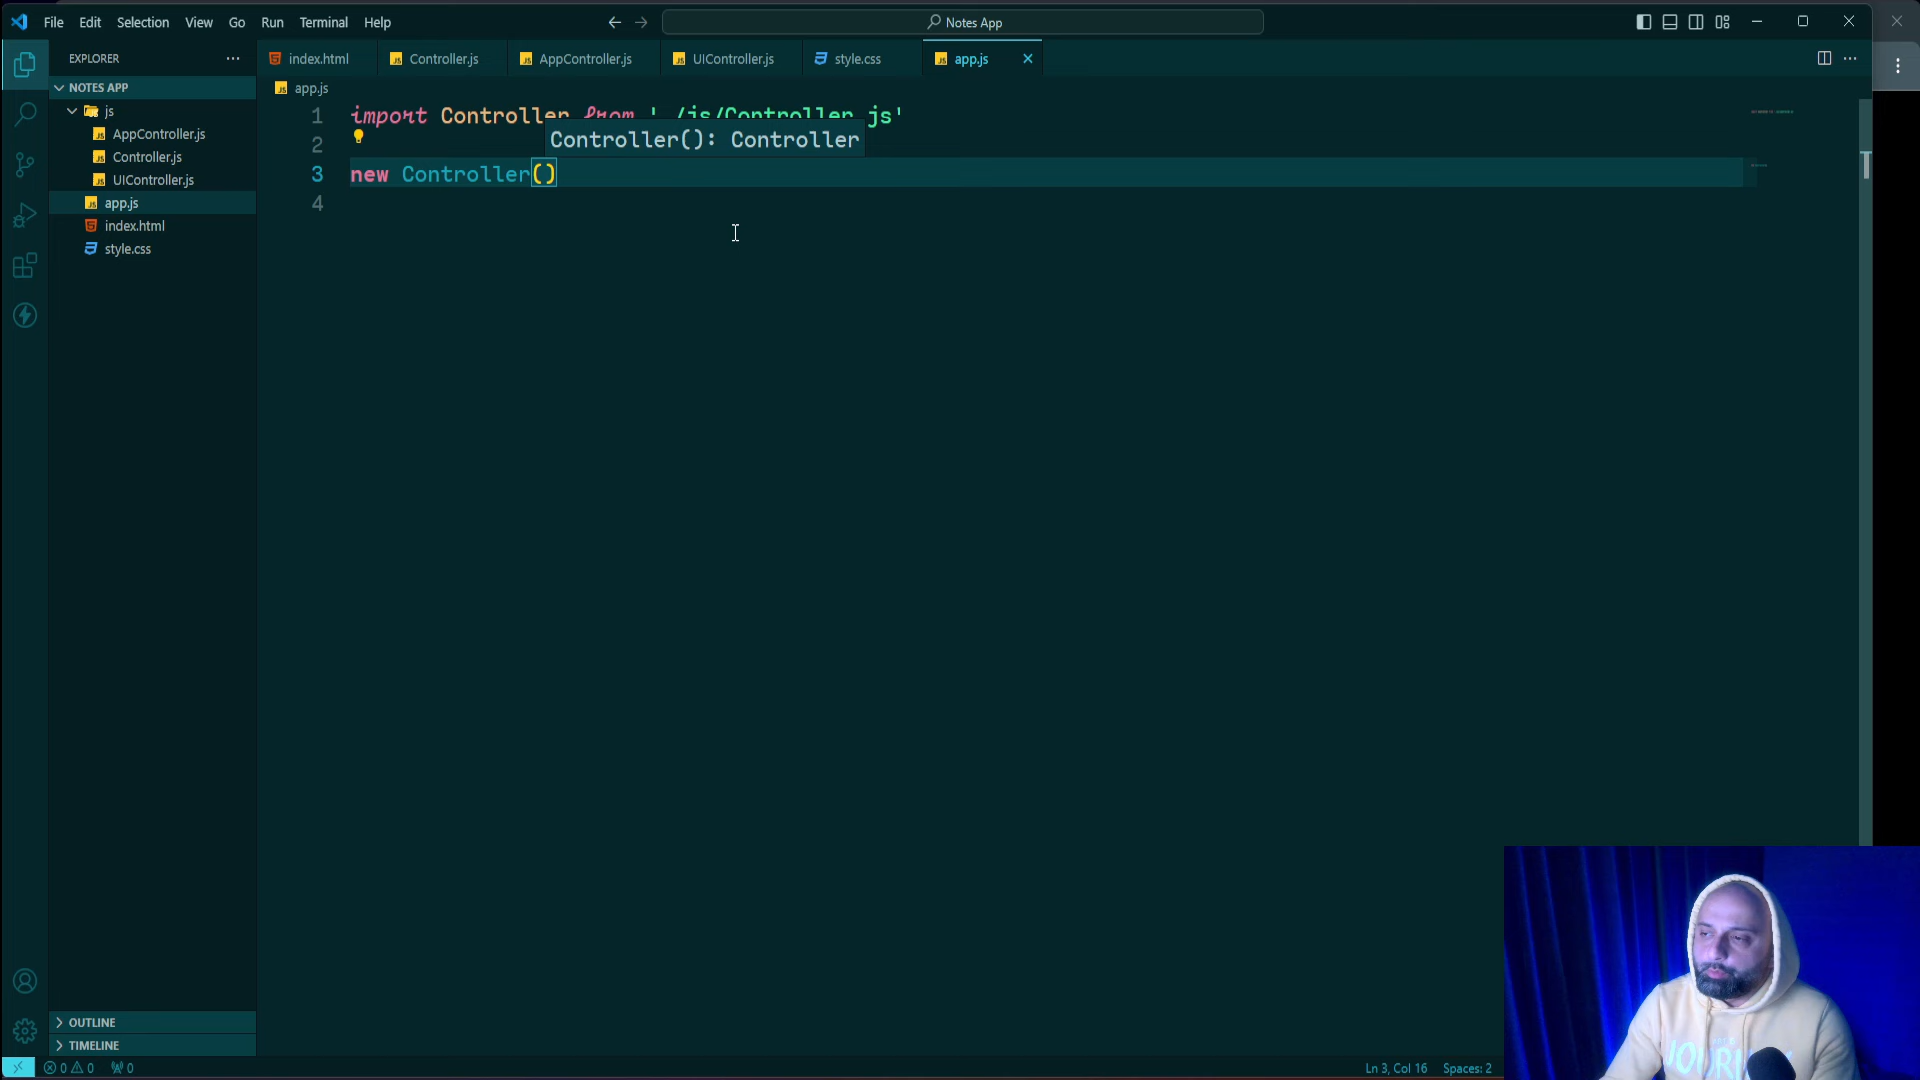 File Edit Selection View Go Run Terminal Help
Notes App
EXPLORER
index.html
Controller.js
AppController.js
UIController.js
style.css
app.js
NOTES APP
js
AppController.js
Controller.js
UIController.js
app.js
index.html
style.css
app.js
1 import Controller from './js/Controller.js'
Controller(): Controller
2
3 new Controller()
4
OUTLINE
TIMELINE
0 0 0
Ln 3, Col 16 Spaces: 2